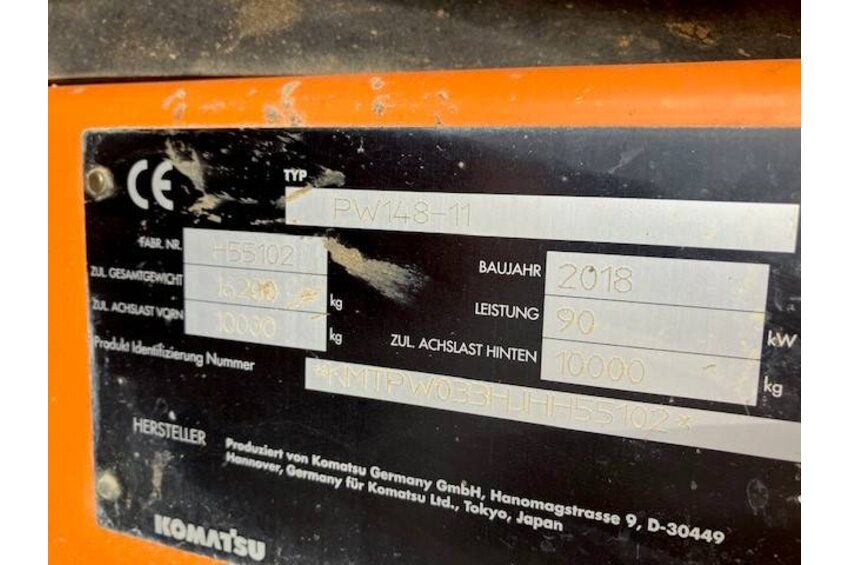 CE
TYP PW148-11
FABR. NR. H55102
BAUJAHR 2018
ZUL. GESAMTGEWICHT 16200 kg
LEISTUNG 90 kW
ZUL. ACHSLAST VORN 10000 kg
ZUL. ACHSLAST HINTEN 10000 kg
Produkt Identifizierung Nummer *KMTPW033HJHH55102*
HERSTELLER
Produziert von Komatsu Germany GmbH, Hanomagstrasse 9, D-30449
Hannover, Germany für Komatsu Ltd., Tokyo, Japan
KOMATSU